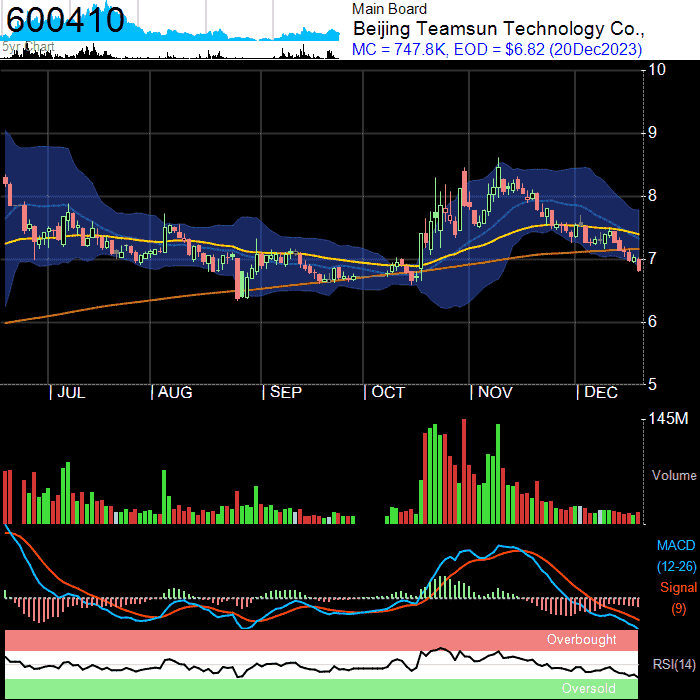 600410
5yr Chart
Main Board
Beijing Teamsun Technology Co.,
MC = 747.8K, EOD = $6.82 (20Dec2023)
10
9
8
7
6
5
JUL AUG SEP OCT NOV DEC
145M
Volume
MACD
(12-26)
Signal
(9)
Overbought
RSI(14)
Oversold